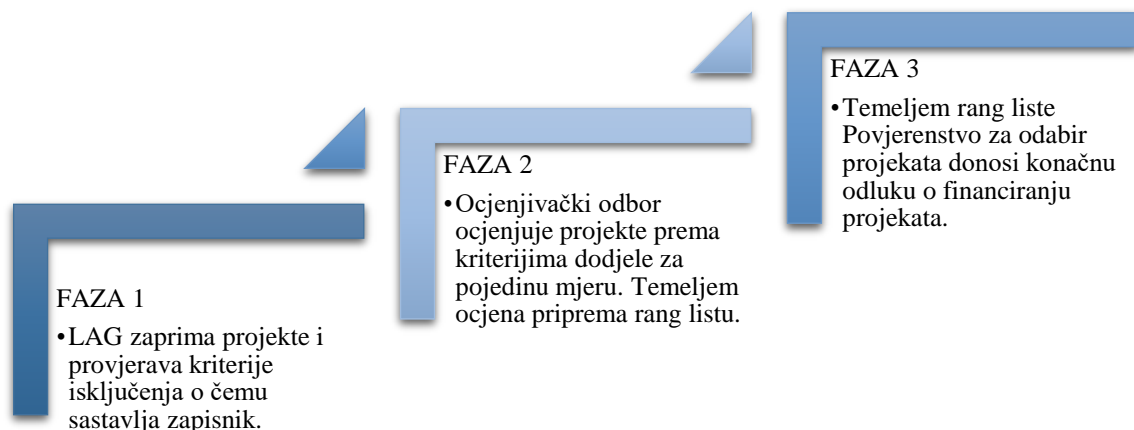 FAZA 1
•LAG zaprima projekte i
provjerava kriterije
isključenja o čemu
sastavlja zapisnik.
FAZA 2
•Ocjenjivački odbor
ocjenjuje projekte prema
kriterijima dodjele za
pojedinu mjeru. Temeljem
ocjena priprema rang listu.
FAZA 3
•Temeljem rang liste
Povjerenstvo za odabir
projekata donosi konačnu
odluku o financiranju
projekata.